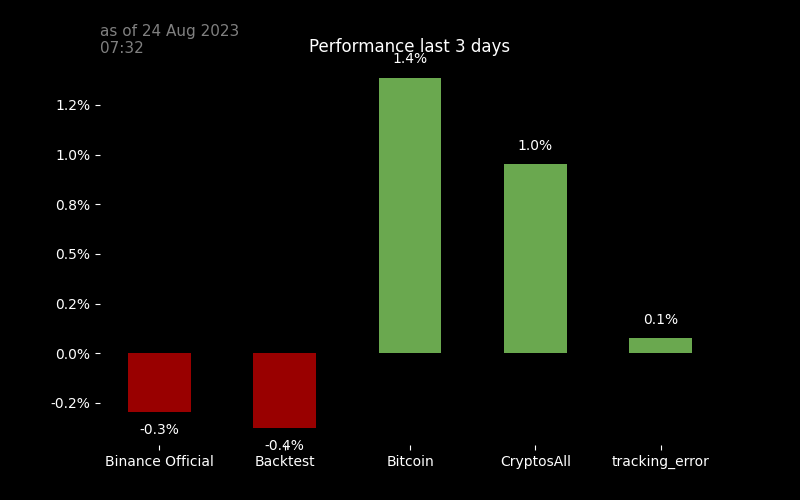 as of 24 Aug 2023
07:32
Performance last 3 days
1.4%
1.2%
1.0%
1.0%
0.8%
0.5%
0.2%
0.1%
0.0%
-0.2%
-0.3%
-0.4%
Binance Official
Backtest
Bitcoin
CryptosAll
tracking_error